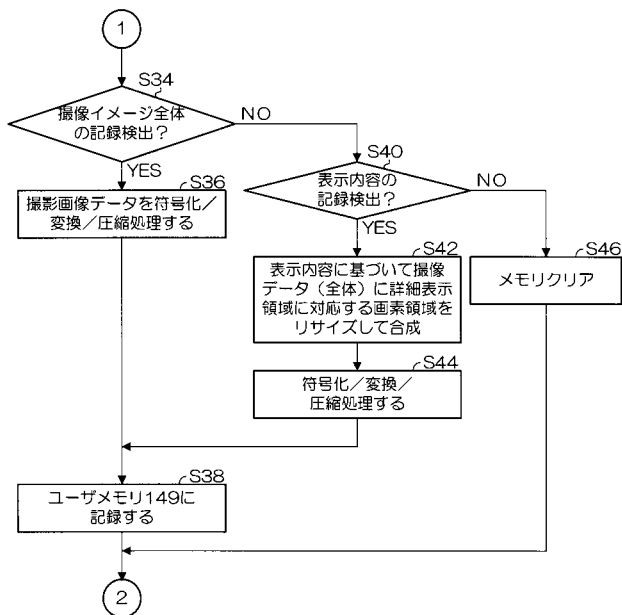 1
S34
撮像イメージ全体
の記録検出？
NO
YES
S36
撮影画像データを符号化／
変換／圧縮処理する
S40
表示内容の
記録検出？
NO
YES
S42
表示内容に基づいて撮像
データ（全体）に詳細表示
領域に対応する画素領域を
リサイズして合成
S46
メモリクリア
S44
符号化／変換／
圧縮処理する
S38
ユーザメモリ149に
記録する
2